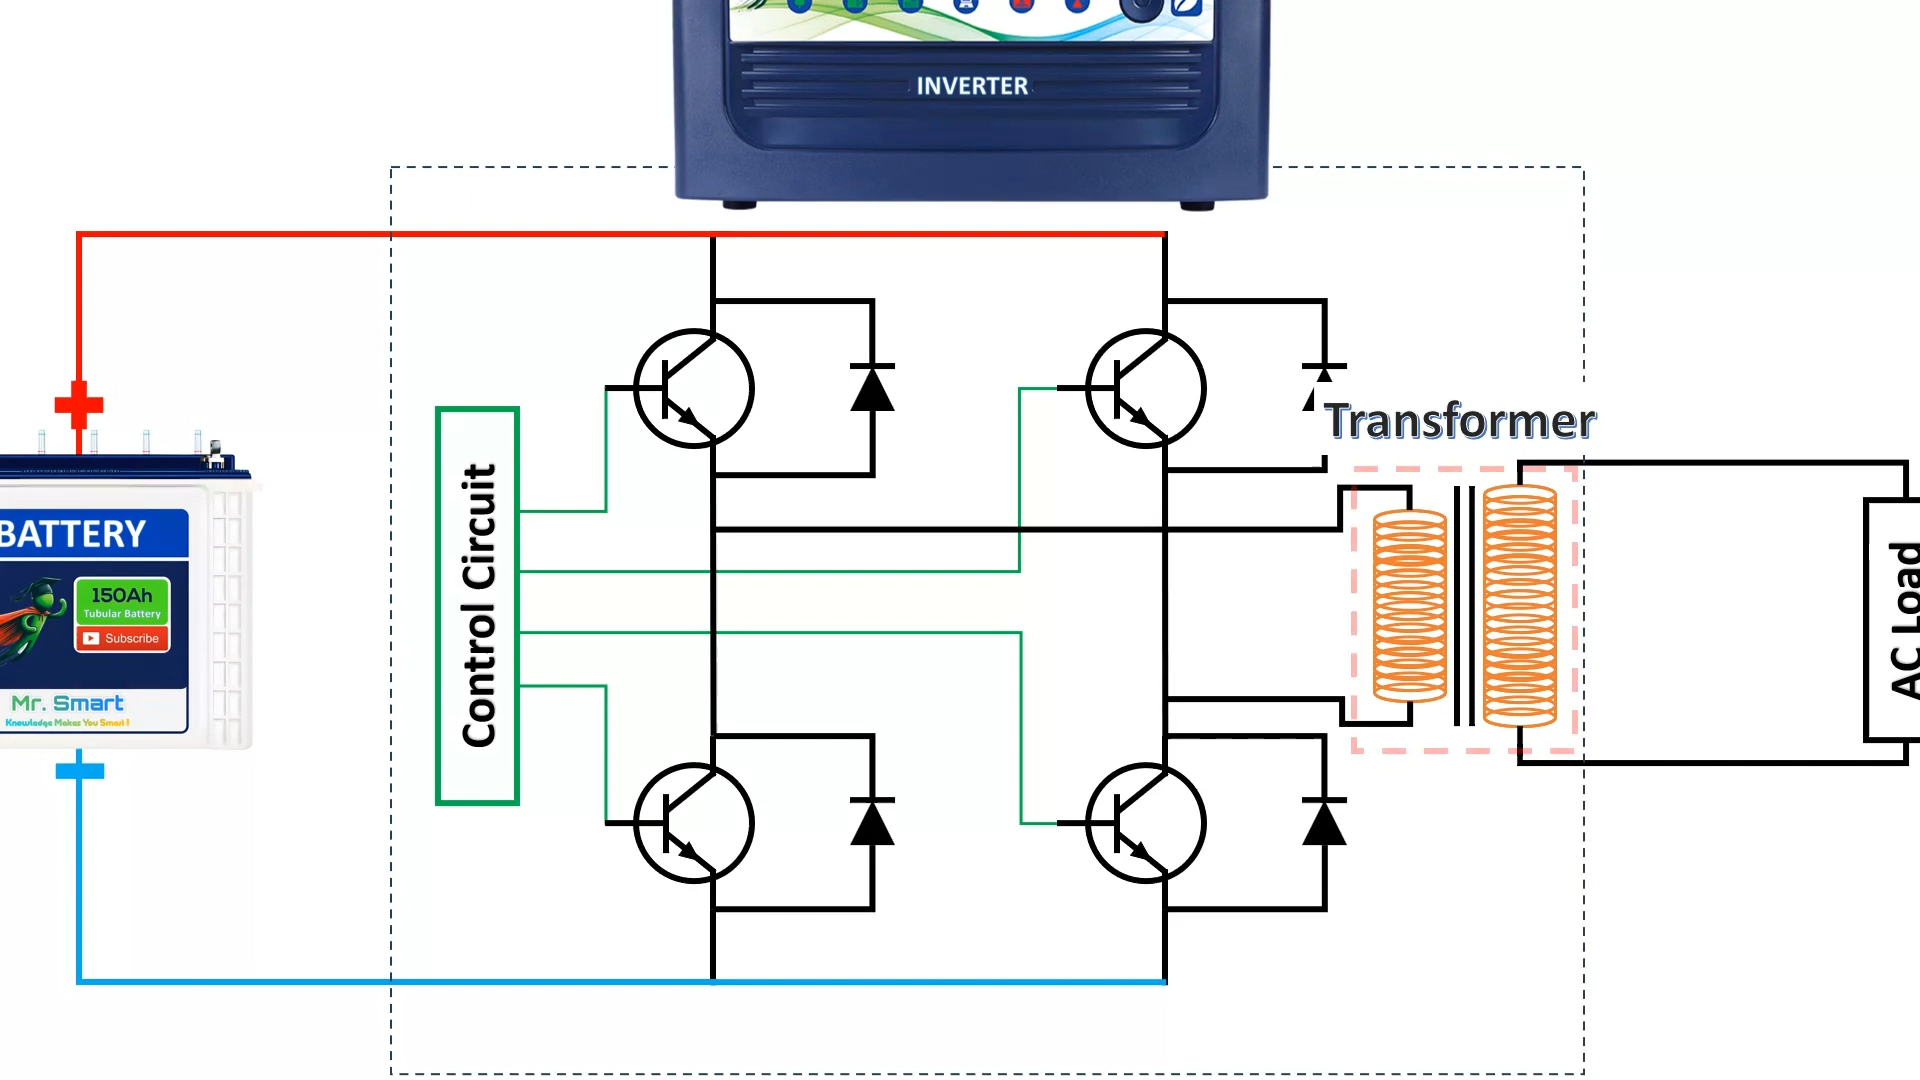 INVERTER
Transformer
Control Circuit
BATTERY
150Ah
Tubular Battery
Subscribe
Mr. Smart
Knowledge Makes You Smart !
AC Load